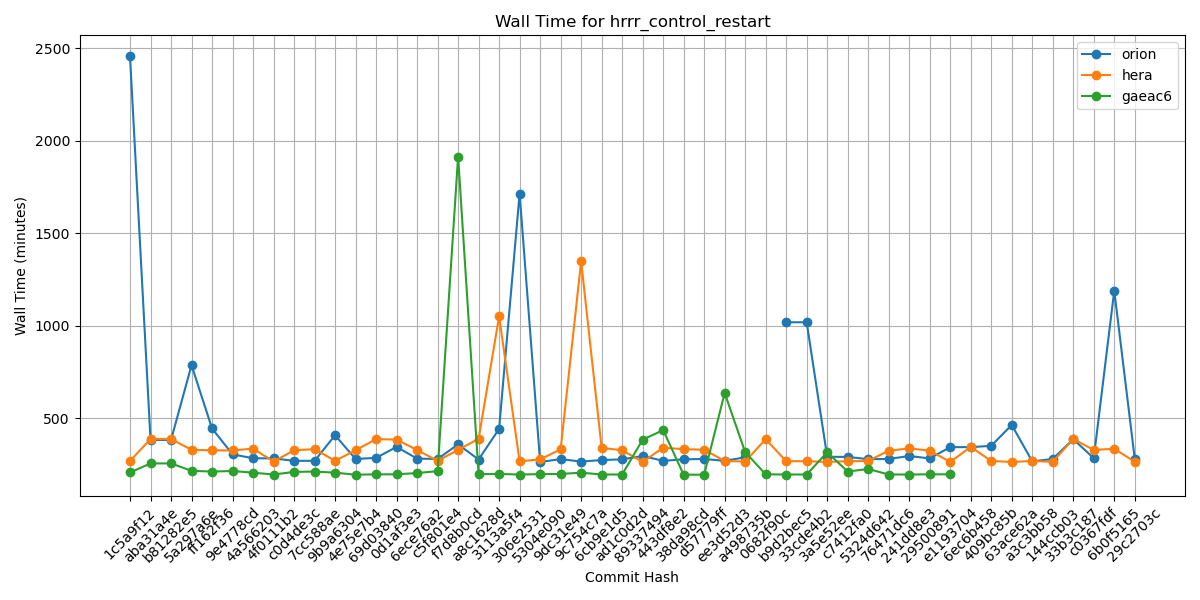 Wall Time for hrrr_control_restart
orion
hera
gaeac6
Wall Time (minutes)
2500
2000
1500
1000
500
1c5a9f12
aba31a4e
b81282e5
5a2973a6e
ff162f36
9e4778cd
4a566203
4f0111b2
c0d4de3c
7cc588ae
9b9a6304
4e75e7b4
69d03840
0d1af3e3
6ece76a2
c5f801e4
f7d8b0cd
a8c1628d
3113a5f4
306e2531
5304e090
9dc31e49
9c754c7a
6cb9e1d5
ad1c0d2d
89337494
443df8e2
38da98cd
d57779ff
ee3d52d3
a498735b
0682f90c
b9d2bec5
33cde4b2
3a5e52ee
c7412fa0
5324d642
76471dc6
241dd8e3
29500891
e1193704
6ec6b458
409bc85b
63ace62a
a3c3bb58
144ccb03
33b3c187
c0367fdf
6b0f5165
29c2703c
Commit Hash